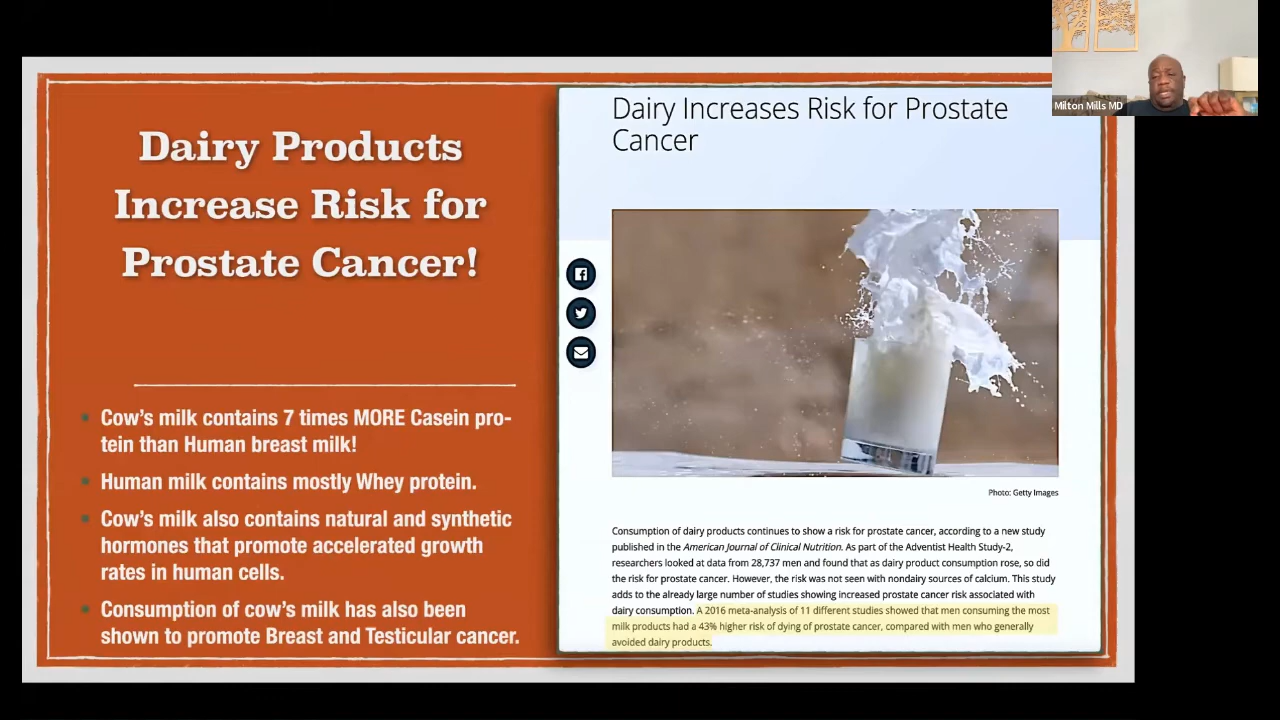 Dairy Products
Increase Risk for
Prostate Cancer!
Cow's milk contains 7 times MORE Casein pro-
tein than Human breast milk!
Human milk contains mostly Whey protein.
Cow's milk also contains natural and synthetic
hormones that promote accelerated growth
rates in human cells.
Consumption of cow's milk has also been
shown to promote Breast and Testicular cancer.
Dairy Increases Risk for Prostate
Cancer
Photo: Getty Images
Consumption of dairy products continues to show a risk for prostate cancer, according to a new study
published in the American Journal of Clinical Nutrition. As part of the Adventist Health Study-2,
researchers looked at data from 28,737 men and found that as dairy product consumption rose, so did
the risk for prostate cancer. However, the risk was not seen with nondairy sources of calcium. This study
adds to the already large number of studies showing increased prostate cancer risk associated with
dairy consumption. A 2016 meta-analysis of 11 different studies showed that men consuming the most
milk products had a 43% higher risk of dying of prostate cancer, compared with men who generally
avoided dairy products.
Milton Mills MD